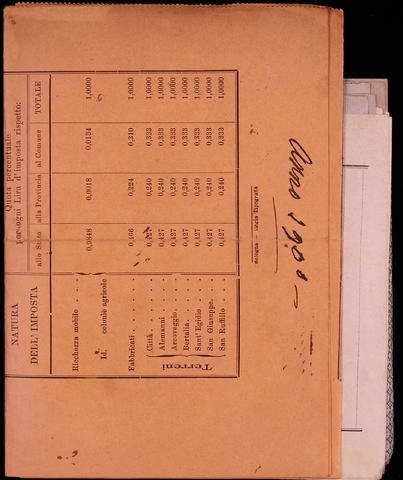 NATURA
DELL' IMPOSTA
Quota percentuale
per ogni Lira d'imposta rispetto:
allo Stato alla Provincia al Comune TOTALE
Ricchezza mobile . . . . 0,9848 0,0018 0,0134 1,0000
Id. colonie agricole
Fabbricati . . . . . 0,466 0,224 0,310 1,0000
Terreni
Città . . . . 0,427 0,240 0,333 1,0000
Alemanni . . . . 0,427 0,240 0,333 1,0000
Arcoveggio. . . . 0,427 0,240 0,333 1,0000
Bertalia. . . . 0,427 0,240 0,333 1,0000
Sant' Egidio . . . 0,427 0,240 0,333 1,0000
San Giuseppe. . . 0,427 0,240 0,333 1,0000
San Ruffillo . . . 0,427 0,240 0,333 1,0000
Bologna — Regia Tipografia
Anno 1900